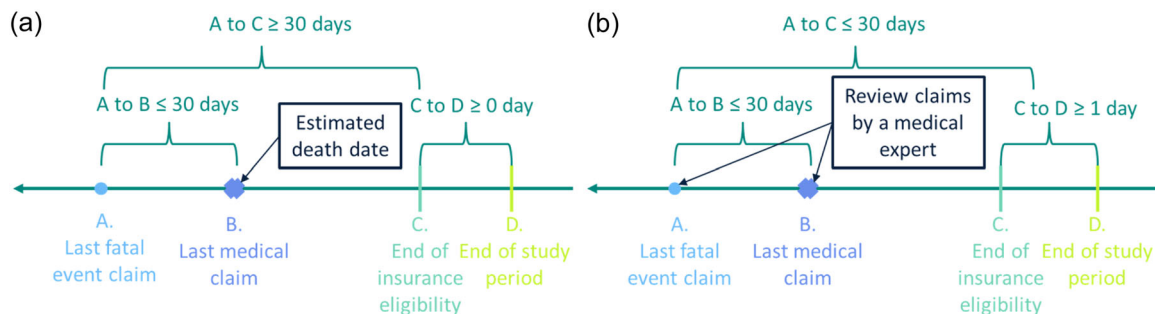 (a)
A to C ≥ 30 days
A to B ≤ 30 days
Estimated
death date
C to D ≥ 0 day
A.
Last fatal
event claim
B.
Last medical
claim
C.
End of
insurance
eligibility
D.
End of study
period
(b)
A to C ≤ 30 days
A to B ≤ 30 days
Review claims
by a medical
expert
C to D ≥ 1 day
A.
Last fatal
event claim
B.
Last medical
claim
C.
End of
insurance
eligibility
D.
End of study
period